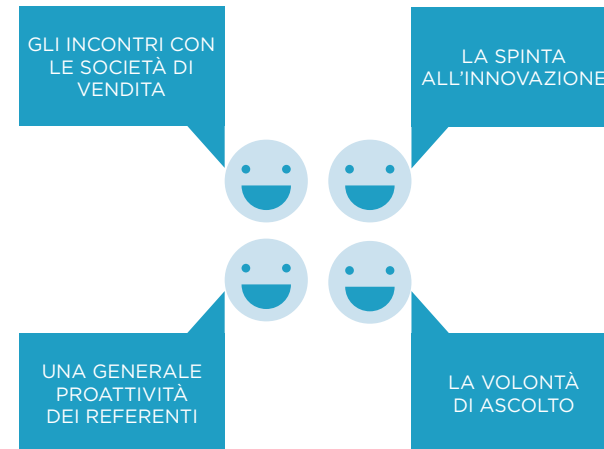 GLI INCONTRI CON
LE SOCIETÀ DI
VENDITA
LA SPINTA
ALL'INNOVAZIONE
UNA GENERALE
PROATTIVITÀ
DEI REFERENTI
LA VOLONTÀ
DI ASCOLTO